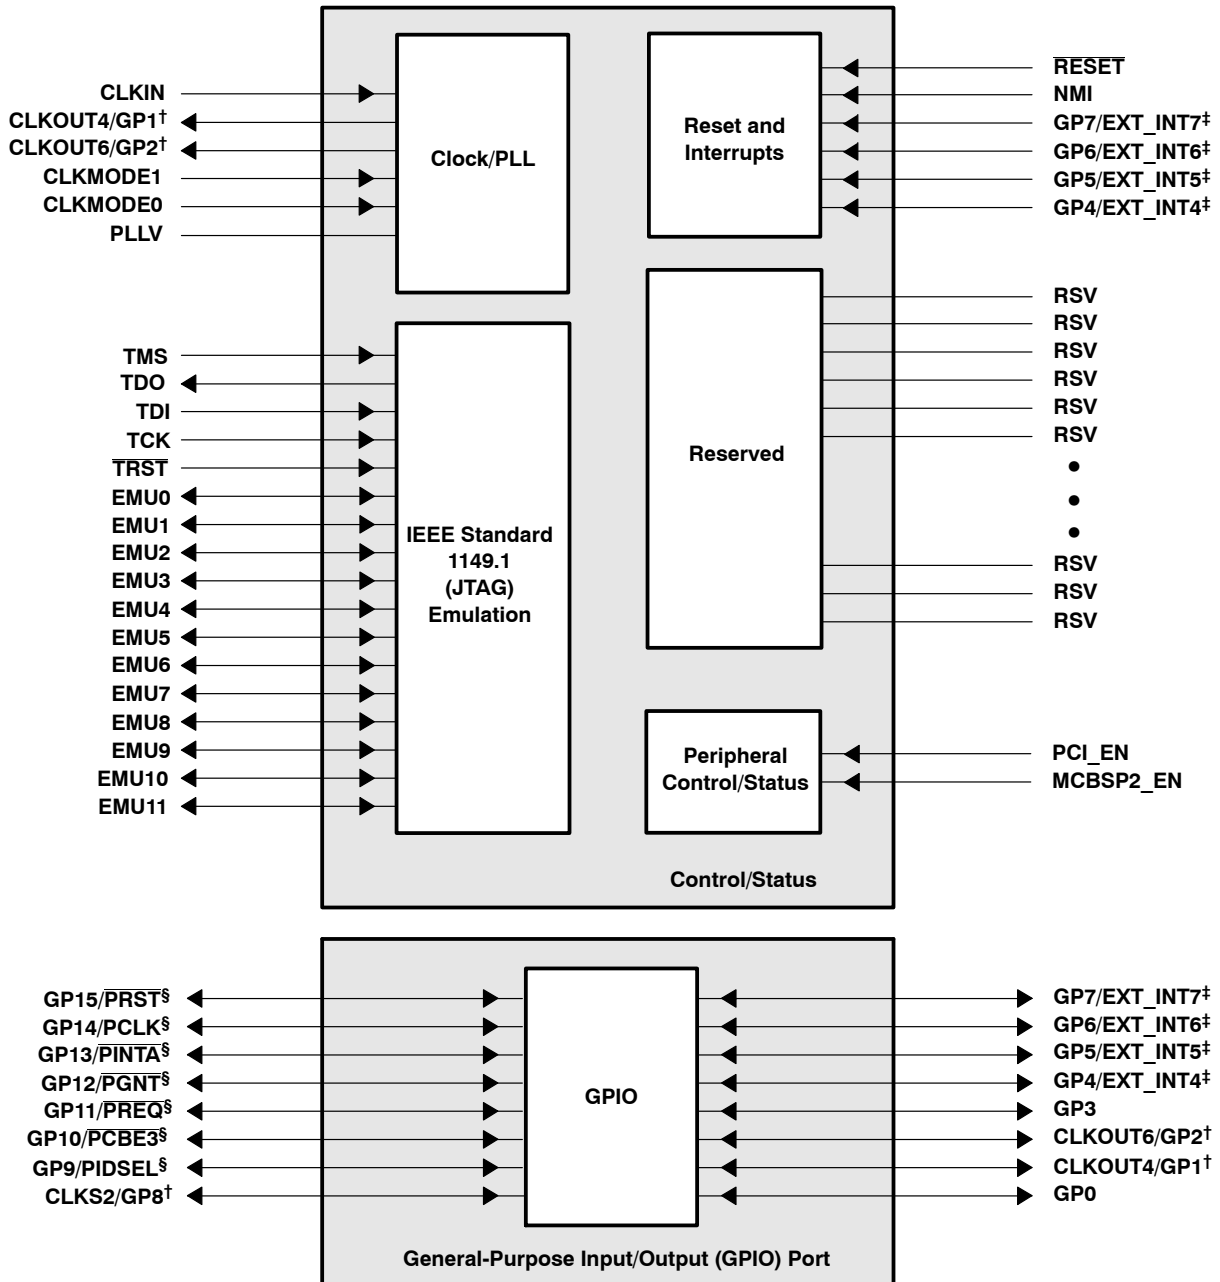 CLKIN
CLKOUT4/GP1†
CLKOUT6/GP2†
CLKMODE1
CLKMODE0
PLLV
Clock/PLL
Reset and
Interrupts
RESET
NMI
GP7/EXT_INT7‡
GP6/EXT_INT6‡
GP5/EXT_INT5‡
GP4/EXT_INT4‡
TMS
TDO
TDI
TCK
TRST
EMU0
EMU1
EMU2
EMU3
EMU4
EMU5
EMU6
EMU7
EMU8
EMU9
EMU10
EMU11
IEEE Standard
1149.1
(JTAG)
Emulation
Reserved
RSV
RSV
RSV
RSV
RSV
RSV
RSV
RSV
RSV
Peripheral
Control/Status
PCI_EN
MCBSP2_EN
Control/Status
GP15/PRST§
GP14/PCLK§
GP13/PINTA§
GP12/PGNT§
GP11/PREQ§
GP10/PCBE3§
GP9/PIDSEL§
CLKS2/GP8†
GPIO
GP7/EXT_INT7‡
GP6/EXT_INT6‡
GP5/EXT_INT5‡
GP4/EXT_INT4‡
GP3
CLKOUT6/GP2†
CLKOUT4/GP1†
GP0
General-Purpose Input/Output (GPIO) Port